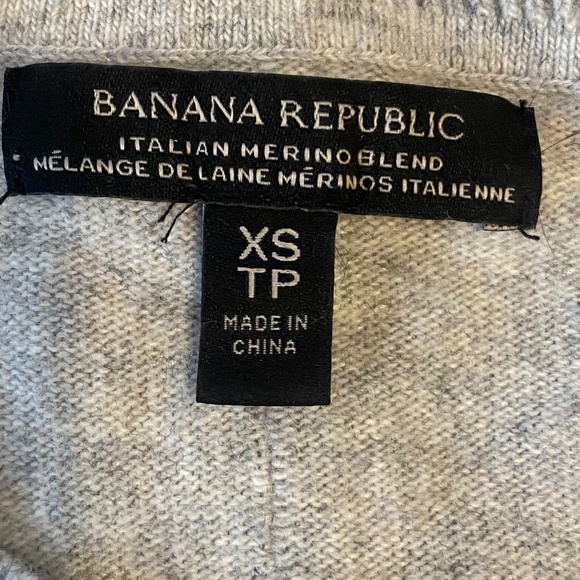 BANANA REPUBLIC
ITALIAN MERINO BLEND
MÉLANGE DE LAINE MÉRINOS ITALIENNE
XS
TP
MADE IN
CHINA